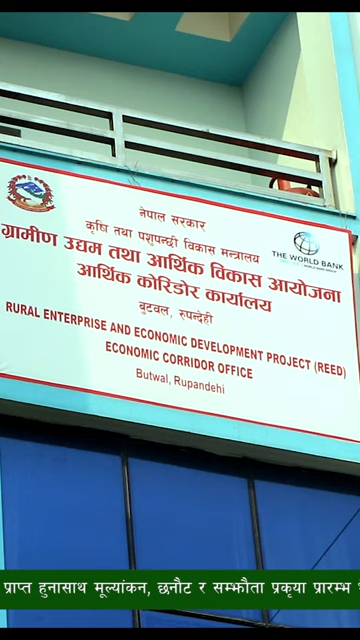 नेपाल सरकार
कृषि तथा पशुपन्छी विकास मन्त्रालय
ग्रामीण उद्यम तथा आर्थिक विकास आयोजना
आर्थिक कोरिडोर कार्यालय
बुटवल, रुपन्देही
THE WORLD BANK
RURAL ENTERPRISE AND ECONOMIC DEVELOPMENT PROJECT (REED)
ECONOMIC CORRIDOR OFFICE
Butwal, Rupandehi
प्राप्त हुनासाथ मूल्यांकन, छनौट र सम्झौता प्रकृया प्रारम्भ